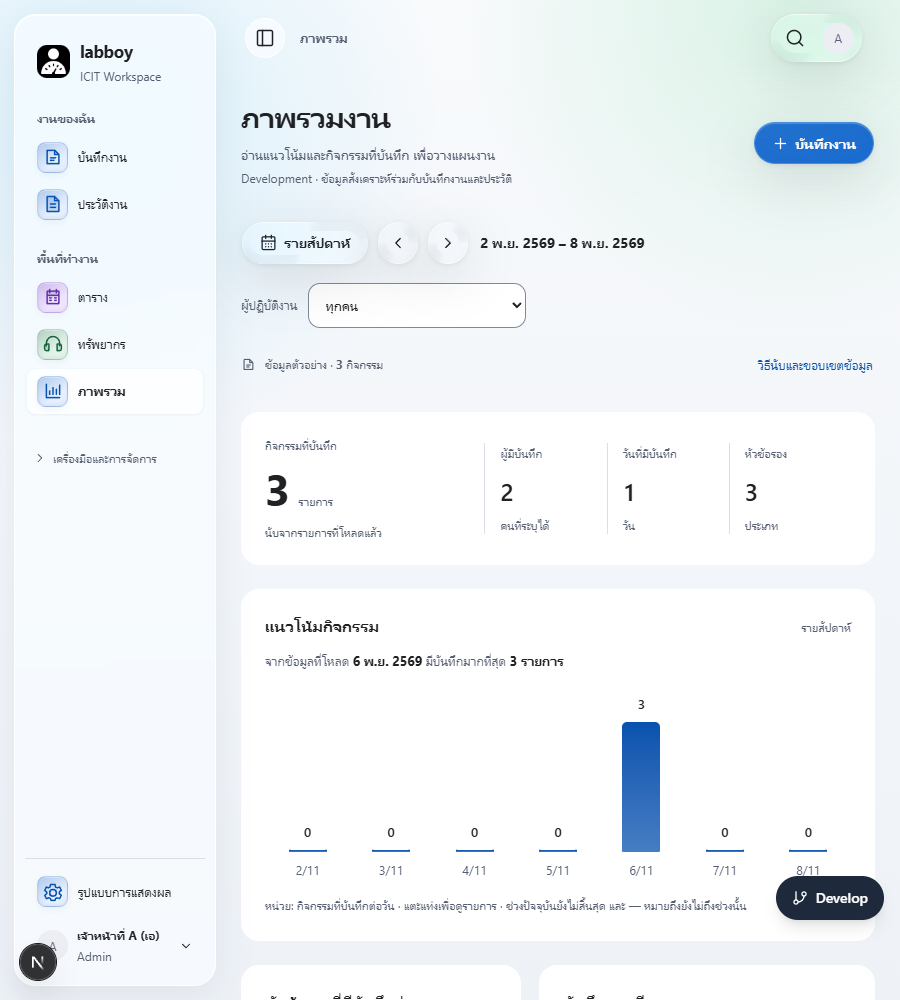 labboy
ICIT Workspace
งานของฉัน
บันทึกงาน
ประวัติงาน
พื้นที่ทำงาน
ตาราง
ทรัพยากร
ภาพรวม
เครื่องมือและการจัดการ
รูปแบบการแสดงผล
A
เจ้าหน้าที่ A (เอ)
Admin
N
ภาพรวม
A
ภาพรวมงาน
อ่านแนวโน้มและกิจกรรมที่บันทึก เพื่อวางแผนงาน
Development · ข้อมูลสังเคราะห์ร่วมกับบันทึกงานและประวัติ
บันทึกงาน
รายสัปดาห์
2 พ.ย. 2569 – 8 พ.ย. 2569
ผู้ปฏิบัติงาน
ทุกคน
ข้อมูลตัวอย่าง · 3 กิจกรรม
วิธีนับและขอบเขตข้อมูล
กิจกรรมที่บันทึก
3 รายการ
นับจากรายการที่โหลดแล้ว
ผู้มีบันทึก
2
คนที่ระบุได้
วันที่มีบันทึก
1
วัน
หัวข้อรอง
3
ประเภท
แนวโน้มกิจกรรม
รายสัปดาห์
จากข้อมูลที่โหลด 6 พ.ย. 2569 มีบันทึกมากที่สุด 3 รายการ
0 0 0 0 3 0 0
2/11 3/11 4/11 5/11 6/11 7/11 8/11
หน่วย: กิจกรรมที่บันทึกต่อวัน · แตะแท่งเพื่อดูรายการ · ช่วงปัจจุบันยังไม่สิ้นสุด และ — หมายถึงยังไม่ถึงช่วงนั้น
Develop